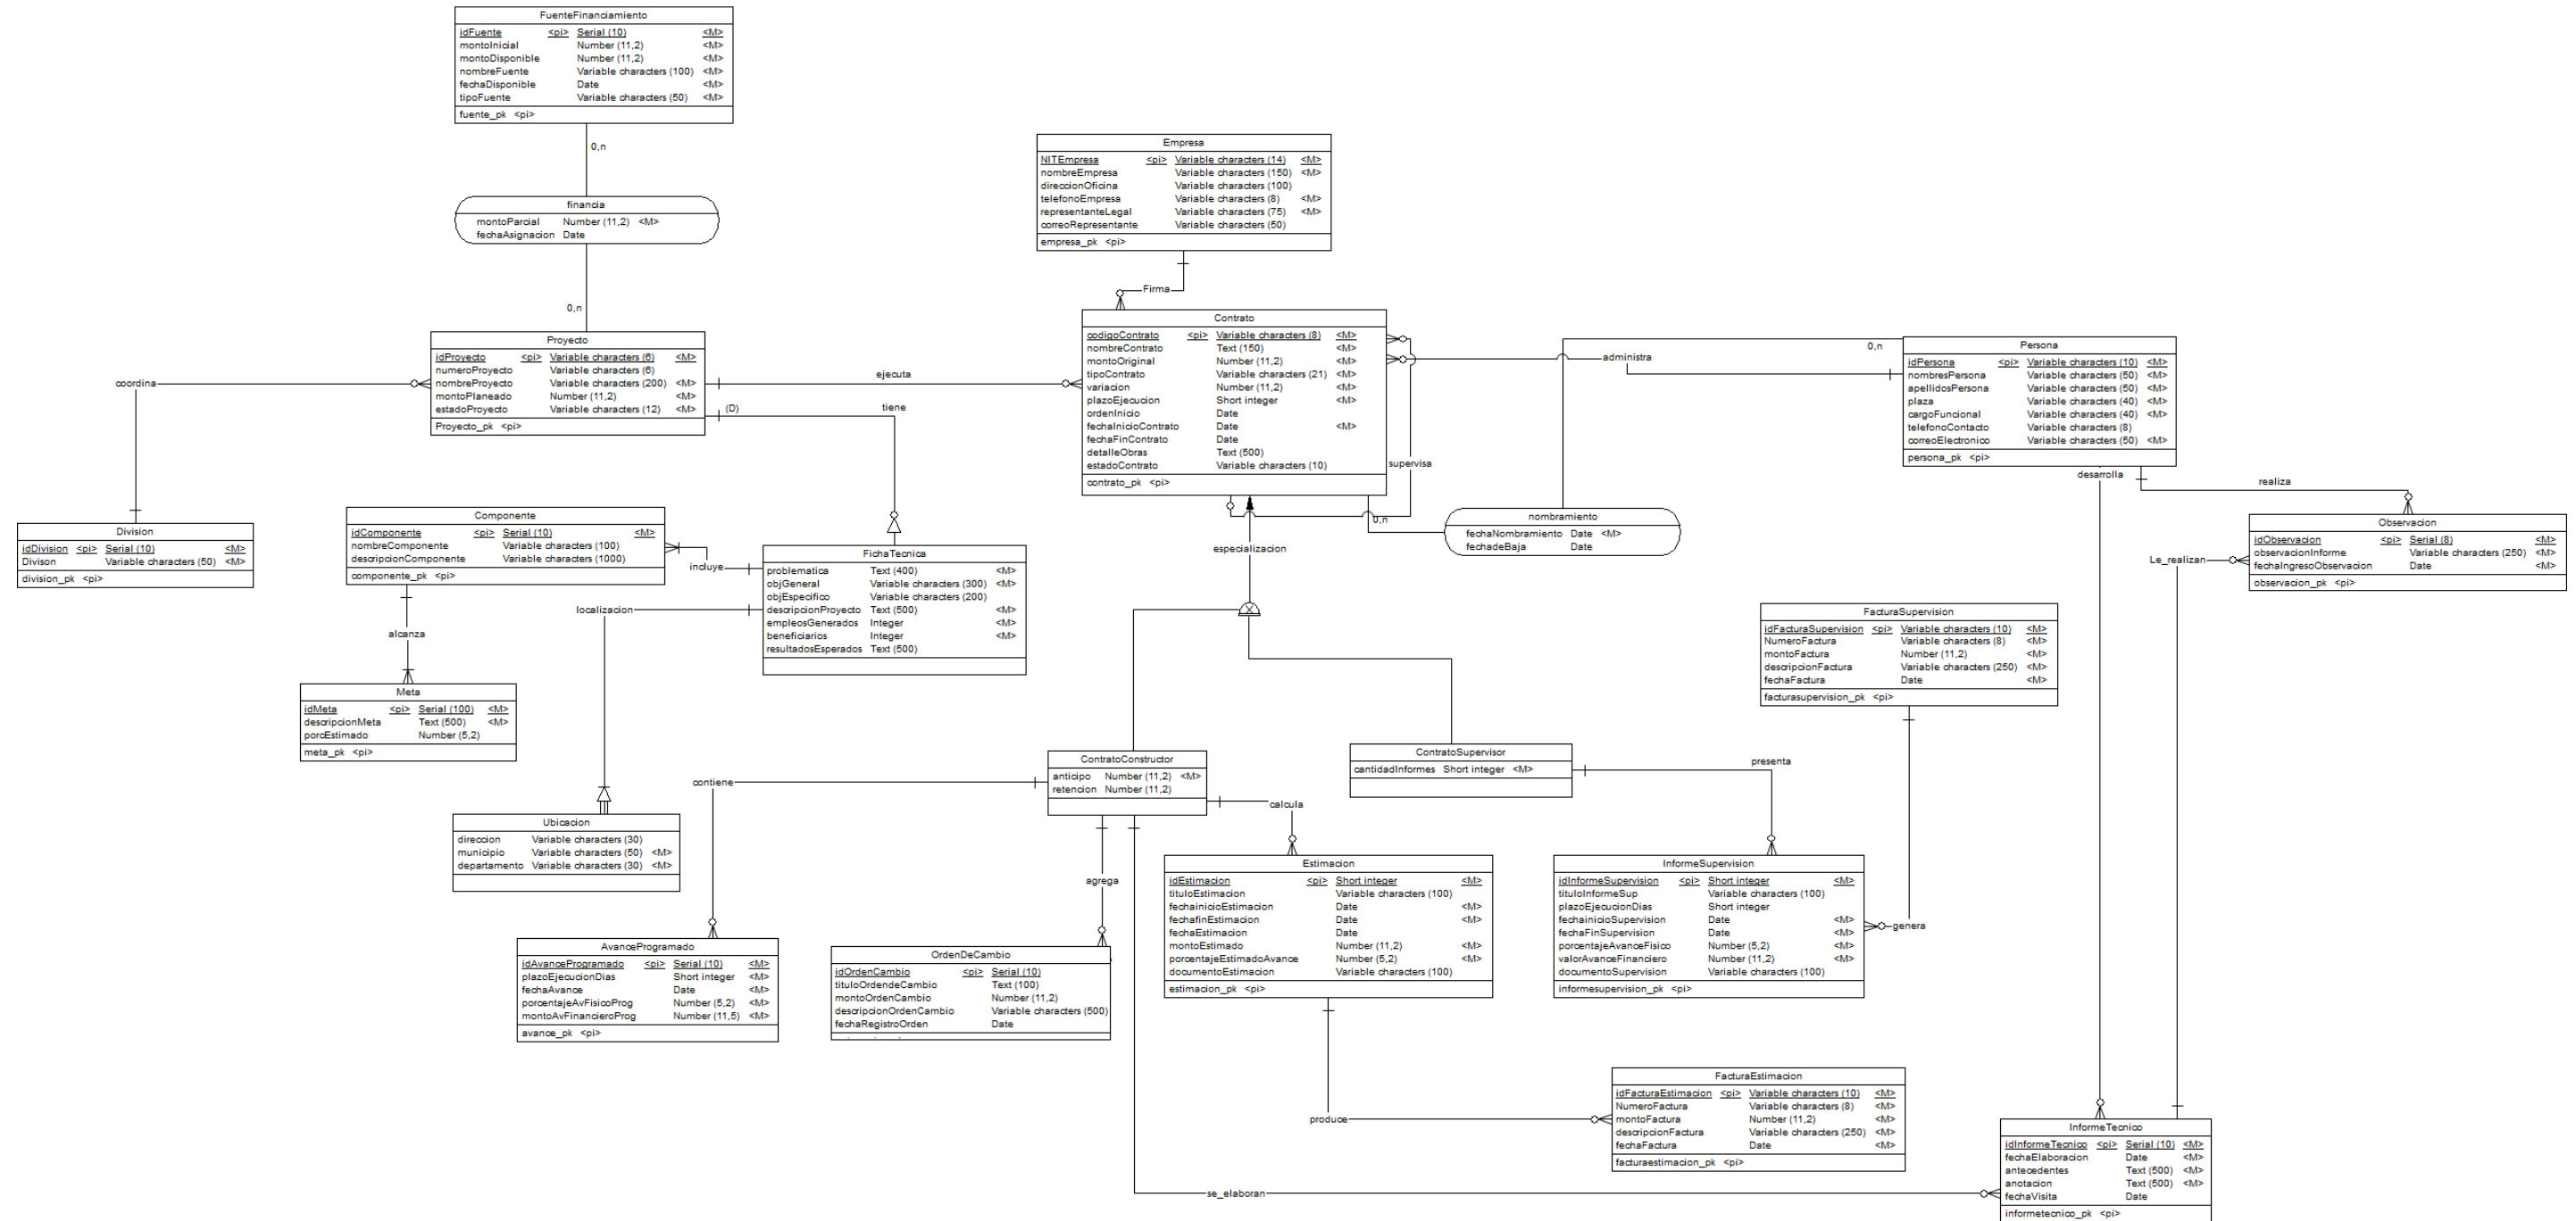 FuenteFinanciamiento
idFuente <pi> Serial (10) <M>
montoInicial Number (11,2) <M>
montoDisponible Number (11,2) <M>
nombreFuente Variable characters (100) <M>
fechaDisponible Date <M>
tipoFuente Variable characters (50) <M>
fuente_pk <pi>
0,n
financia
montoParcial Number (11,2) <M>
fechaAsignacion Date
0,n
Empresa
NITEmpresa <pi> Variable characters (14) <M>
nombreEmpresa Variable characters (150) <M>
direccionOficina Variable characters (100)
telefonoEmpresa Variable characters (8) <M>
representanteLegal Variable characters (75) <M>
correoRepresentante Variable characters (50)
empresa_pk <pi>
Firma
Proyecto
idProyecto <pi> Variable characters (6) <M>
numeroProyecto Variable characters (6)
nombreProyecto Variable characters (200) <M>
montoPlaneado Number (11,2) <M>
estadoProyecto Variable characters (12) <M>
Proyecto_pk <pi>
coordina
ejecuta
(D)
tiene
Contrato
codigoContrato <pi> Variable characters (8) <M>
nombreContrato Text (150) <M>
montoOriginal Number (11,2) <M>
tipoContrato Variable characters (21) <M>
variacion Number (11,2) <M>
plazoEjecucion Short integer <M>
ordenInicio Date
fechaInicioContrato Date <M>
fechaFinContrato Date
detalleObras Text (500)
estadoContrato Variable characters (10)
contrato_pk <pi>
administra
supervisa
0,n
Persona
idPersona <pi> Variable characters (10) <M>
nombresPersona Variable characters (50) <M>
apellidosPersona Variable characters (50) <M>
plaza Variable characters (40) <M>
cargoFuncional Variable characters (40) <M>
telefonoContacto Variable characters (8)
correoElectronico Variable characters (50) <M>
persona_pk <pi>
desarrolla
realiza
0,n
nombramiento
fechaNombramiento Date <M>
fechadeBaja Date
Observacion
idObservacion <pi> Serial (8) <M>
observacionInforme Variable characters (250) <M>
fechaIngresoObservacion Date <M>
observacion_pk <pi>
Le_realizan
Division
idDivision <pi> Serial (10) <M>
Divison Variable characters (50) <M>
division_pk <pi>
Componente
idComponente <pi> Serial (10) <M>
nombreComponente Variable characters (100)
descripcionComponente Variable characters (1000)
componente_pk <pi>
incluye
FichaTecnica
problematica Text (400) <M>
objGeneral Variable characters (300) <M>
objEspecifico Variable characters (200)
descripcionProyecto Text (500) <M>
empleosGenerados Integer <M>
beneficiarios Integer <M>
resultadosEsperados Text (500)
localizacion
alcanza
especializacion
Meta
idMeta <pi> Serial (100) <M>
descripcionMeta Text (500) <M>
porcEstimado Number (5,2)
meta_pk <pi>
FacturaSupervision
idFacturaSupervision <pi> Variable characters (10) <M>
NumeroFactura Variable characters (8) <M>
montoFactura Number (11,2) <M>
descripcionFactura Variable characters (250) <M>
fechaFactura Date <M>
facturasupervision_pk <pi>
ContratoConstructor
anticipo Number (11,2) <M>
retencion Number (11,2)
ContratoSupervisor
cantidadInformes Short integer <M>
contiene
calcula
presenta
Ubicacion
direccion Variable characters (30)
municipio Variable characters (50) <M>
departamento Variable characters (30) <M>
agrega
Estimacion
idEstimacion <pi> Short integer <M>
tituloEstimacion Variable characters (100)
fechainicioEstimacion Date <M>
fechafinEstimacion Date <M>
fechaEstimacion Date <M>
montoEstimado Number (11,2) <M>
porcentajeEstimadoAvance Number (5,2) <M>
documentoEstimacion Variable characters (100)
estimacion_pk <pi>
InformeSupervision
idInformeSupervision <pi> Short integer <M>
tituloInformeSup Variable characters (100)
plazoEjecucionDias Short integer
fechainicioSupervision Date <M>
fechaFinSupervision Date <M>
porcentajeAvanceFisico Number (5,2) <M>
valorAvanceFinanciero Number (11,2) <M>
documentoSupervision Variable characters (100)
informesupervision_pk <pi>
genera
AvanceProgramado
idAvanceProgramado <pi> Serial (10) <M>
plazoEjecucionDias Short integer <M>
fechaAvance Date <M>
porcentajeAvFisicoProg Number (5,2) <M>
montoAvFinancieroProg Number (11,5) <M>
avance_pk <pi>
OrdenDeCambio
idOrdenCambio <pi> Serial (10)
tituloOrdendeCambio Text (100)
montoOrdenCambio Number (11,2)
descripcionOrdenCambio Variable characters (500)
fechaRegistroOrden Date
FacturaEstimacion
idFacturaEstimacion <pi> Variable characters (10) <M>
NumeroFactura Variable characters (8) <M>
montoFactura Number (11,2) <M>
descripcionFactura Variable characters (250) <M>
fechaFactura Date <M>
facturaestimacion_pk <pi>
produce
se_elaboran
InformeTecnico
idInformeTecnico <pi> Serial (10) <M>
fechaElaboracion Date <M>
antecedentes Text (500) <M>
anotacion Text (500) <M>
fechaVisita Date
informetecnico_pk <pi>